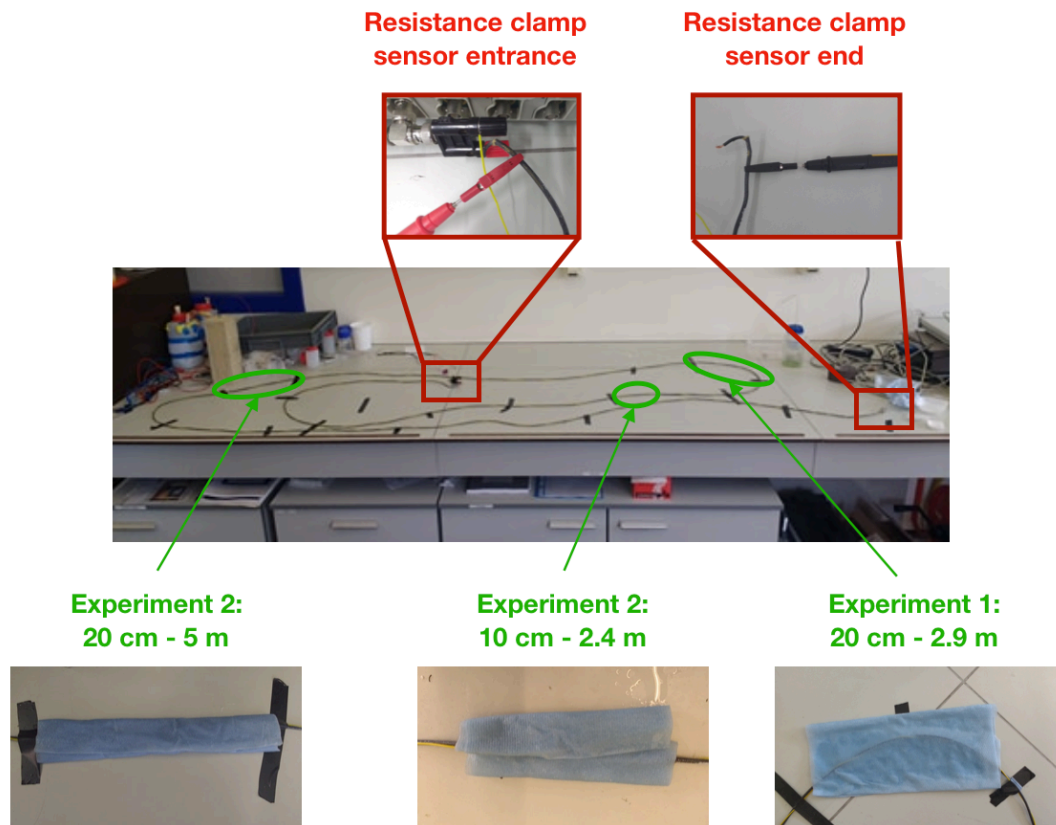 Resistance clamp
sensor entrance
Resistance clamp
sensor end
Experiment 2:
20 cm - 5 m
Experiment 2:
10 cm - 2.4 m
Experiment 1:
20 cm - 2.9 m